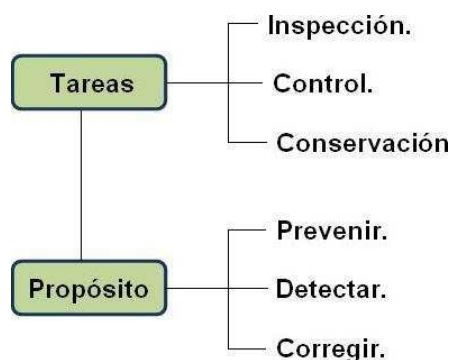 Inspección.
Tareas
Control.
Conservación
Prevenir.
Propósito
Detectar.
Corregir.